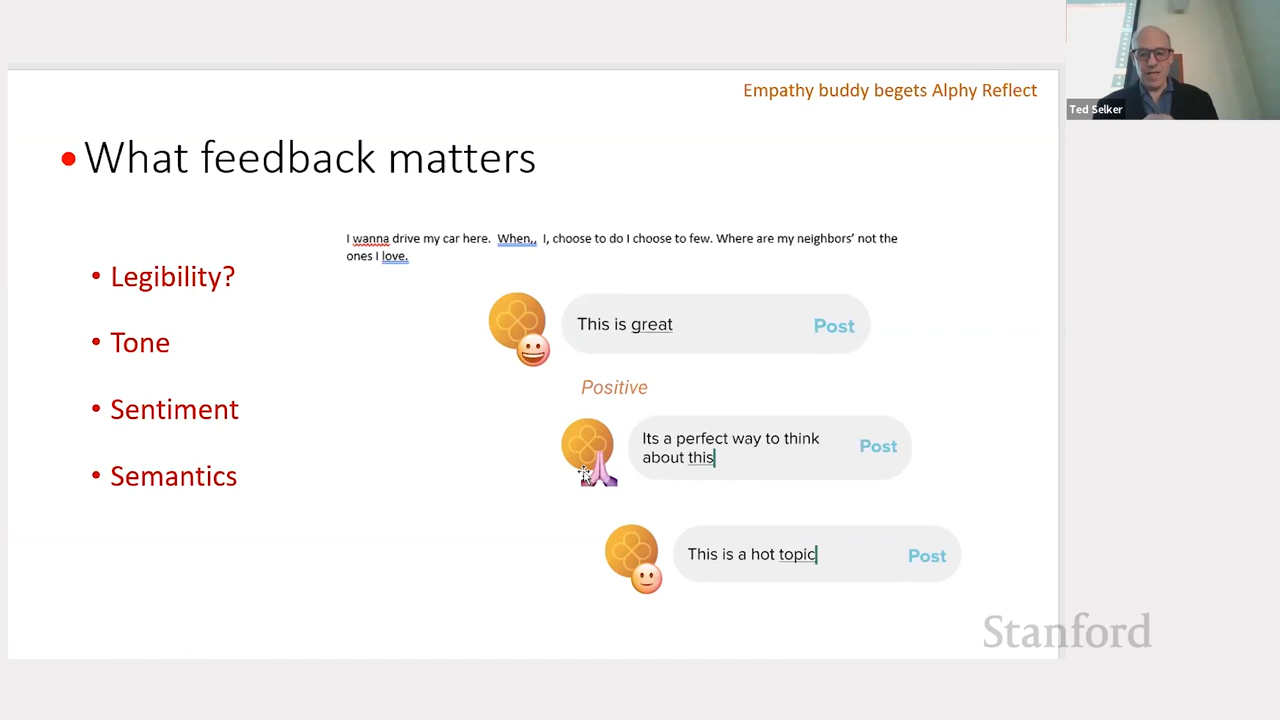 Empathy buddy begets Alphy Reflect
Ted Selker
• What feedback matters
I wanna drive my car here. When,, I, choose to do I choose to few. Where are my neighbors’ not the
ones I love.
• Legibility?
• Tone
• Sentiment
• Semantics
This is great
Post
Positive
Its a perfect way to think
about this
Post
This is a hot topic
Post
Stanford